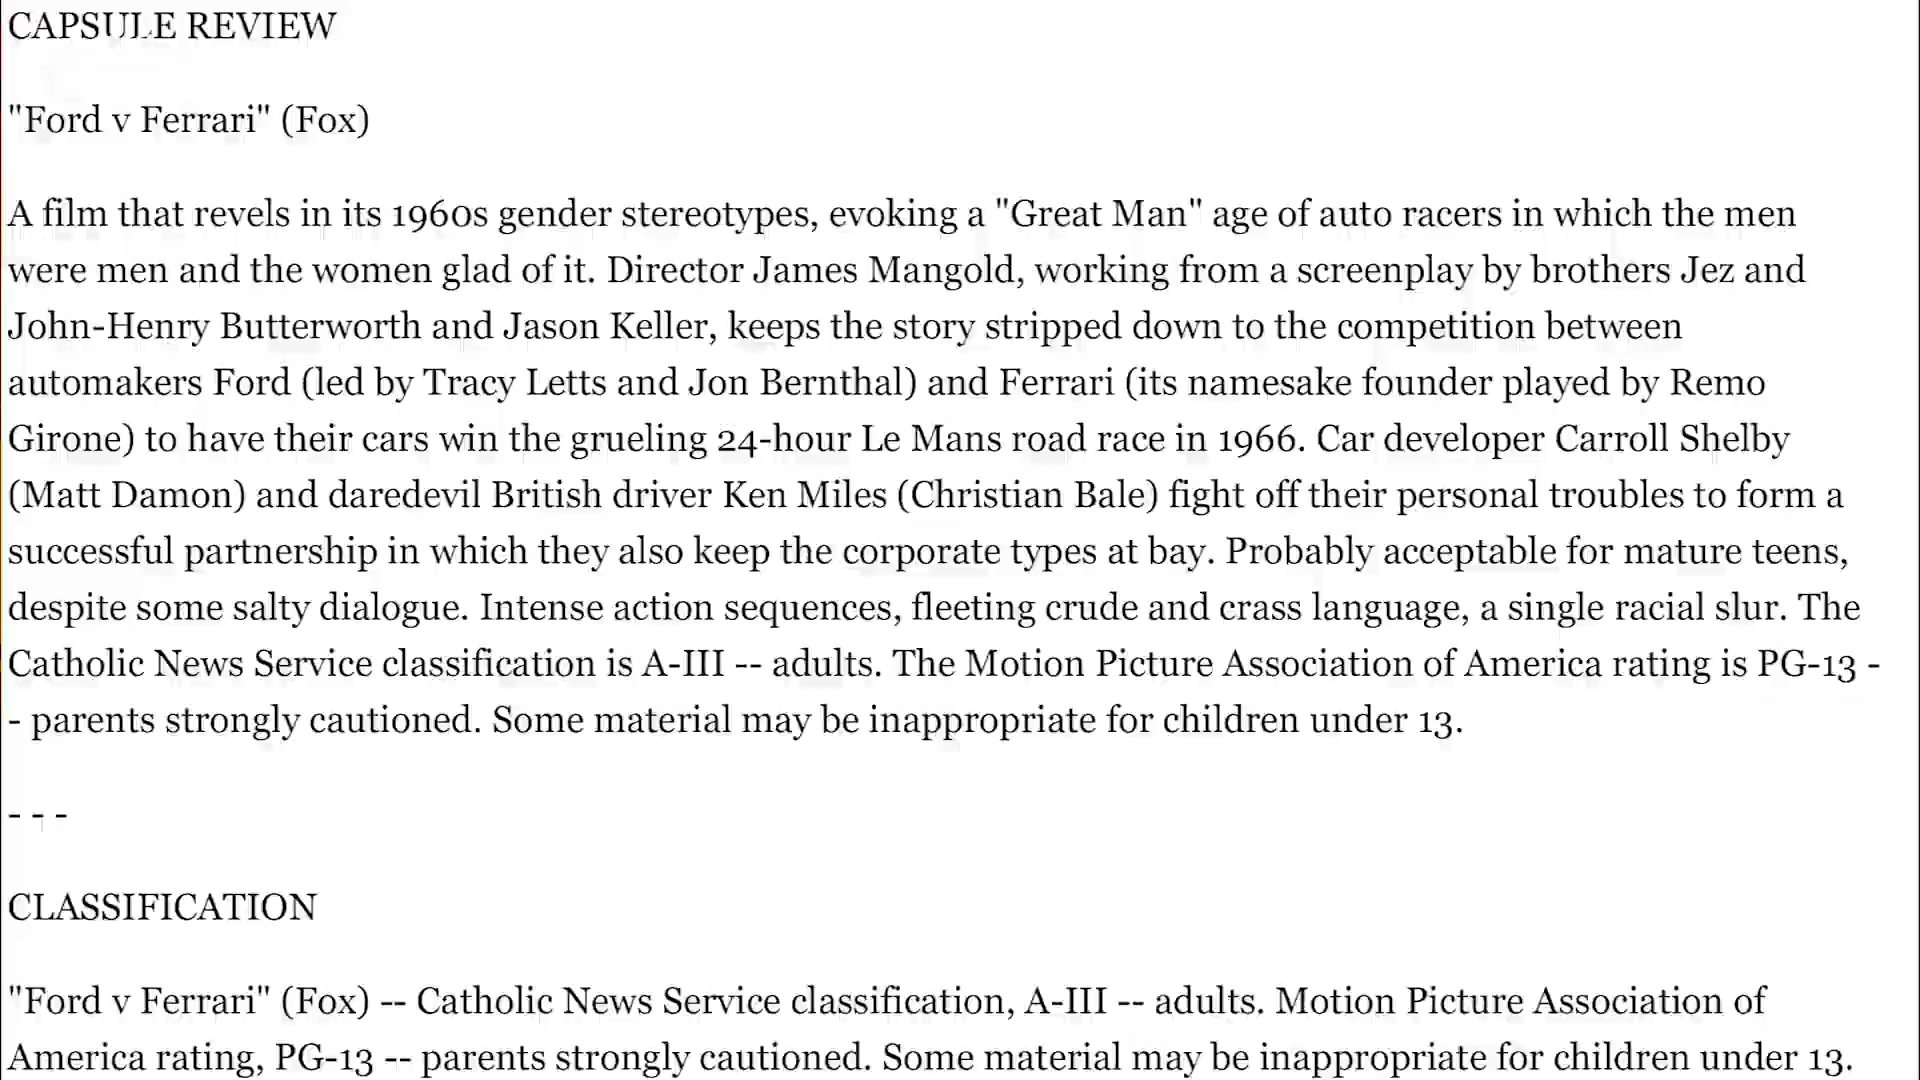 CAPSULE REVIEW
"Ford v Ferrari" (Fox)
A film that revels in its 1960s gender stereotypes, evoking a "Great Man" age of auto racers in which the men
were men and the women glad of it. Director James Mangold, working from a screenplay by brothers Jez and
John-Henry Butterworth and Jason Keller, keeps the story stripped down to the competition between
automakers Ford (led by Tracy Letts and Jon Bernthal) and Ferrari (its namesake founder played by Remo
Girone) to have their cars win the grueling 24-hour Le Mans road race in 1966. Car developer Carroll Shelby
(Matt Damon) and daredevil British driver Ken Miles (Christian Bale) fight off their personal troubles to form a
successful partnership in which they also keep the corporate types at bay. Probably acceptable for mature teens,
despite some salty dialogue. Intense action sequences, fleeting crude and crass language, a single racial slur. The
Catholic News Service classification is A-III -- adults. The Motion Picture Association of America rating is PG-13 -
- parents strongly cautioned. Some material may be inappropriate for children under 13.
- - -
CLASSIFICATION
"Ford v Ferrari" (Fox) -- Catholic News Service classification, A-III -- adults. Motion Picture Association of
America rating, PG-13 -- parents strongly cautioned. Some material may be inappropriate for children under 13.